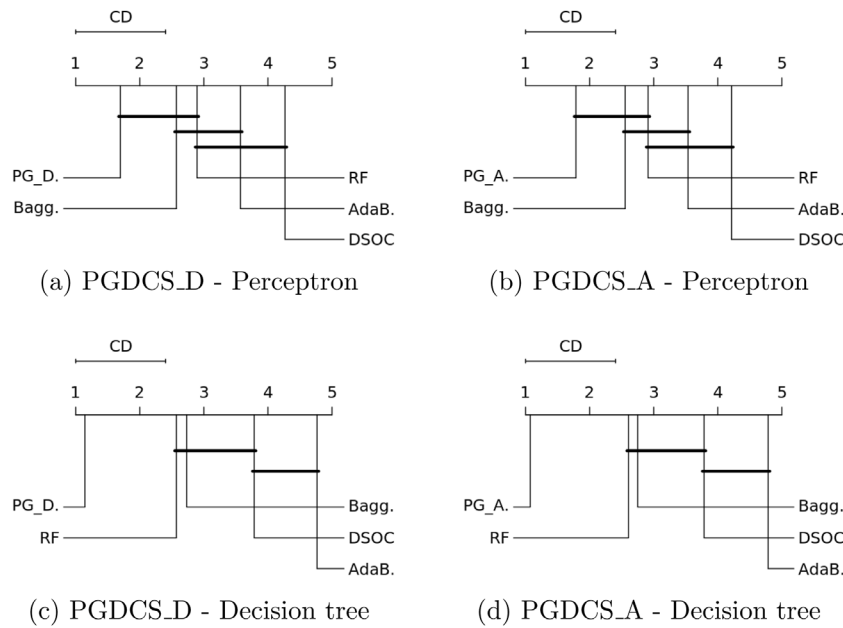 CD CD
1 2 3 4 5 1 2 3 4 5
PG_D. RF PG_A. RF
Bagg. AdaB. Bagg. AdaB.
DSOC DSOC
(a) PGDCS_D - Perceptron (b) PGDCS_A - Perceptron
CD CD
1 2 3 4 5 1 2 3 4 5
PG_D. Bagg. PG_A. Bagg.
RF DSOC RF DSOC
AdaB. AdaB.
(c) PGDCS_D - Decision tree (d) PGDCS_A - Decision tree